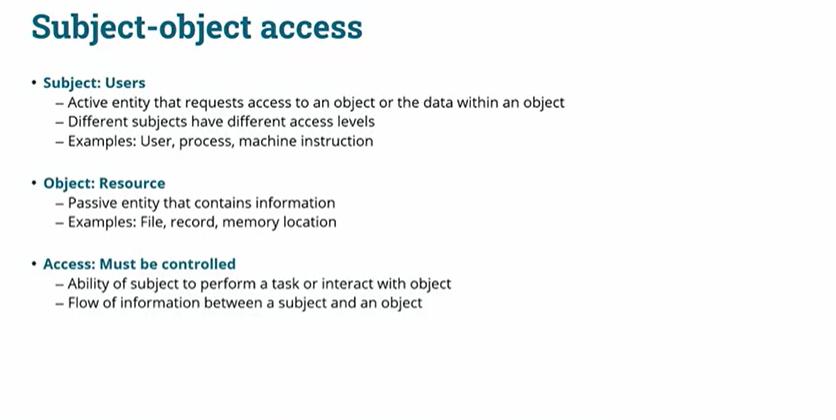 Subject-object access
• Subject: Users
– Active entity that requests access to an object or the data within an object
– Different subjects have different access levels
– Examples: User, process, machine instruction
• Object: Resource
– Passive entity that contains information
– Examples: File, record, memory location
• Access: Must be controlled
– Ability of subject to perform a task or interact with object
– Flow of information between a subject and an object